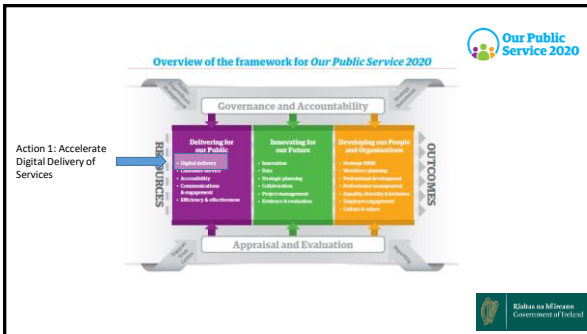 Our Public
Service 2020
Overview of the framework for Our Public Service 2020
Governance and Accountability
Action 1: Accelerate
Digital Delivery of
Services
RESOURCES
Delivering for
our Public
• Digital delivery
• Customer service
• Accountability
• Communications
& engagement
• Efficiency & effectiveness
Innovating for
our Future
• Innovation
• Data
• Strategic planning
• Collaboration
• Project management
• Evidence & evaluation
Developing our People
and Organisations
• Strategic HRM
• Workforce planning
• Professional development
• Performance management
• Equality, diversity & inclusion
• Employee engagement
• Culture & values
OUTCOMES
Appraisal and Evaluation
Reporting
Rialtas na hÉireann
Government of Ireland